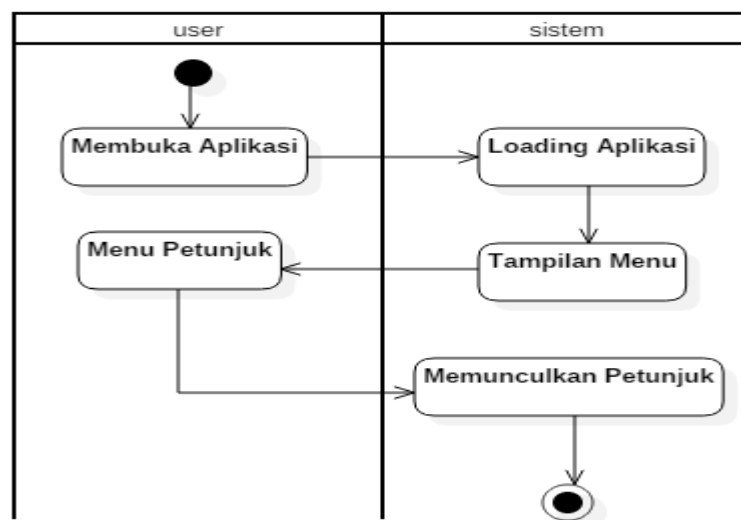 user
sistem
Membuka Aplikasi
Loading Aplikasi
Menu Petunjuk
Tampilan Menu
Memunculkan Petunjuk